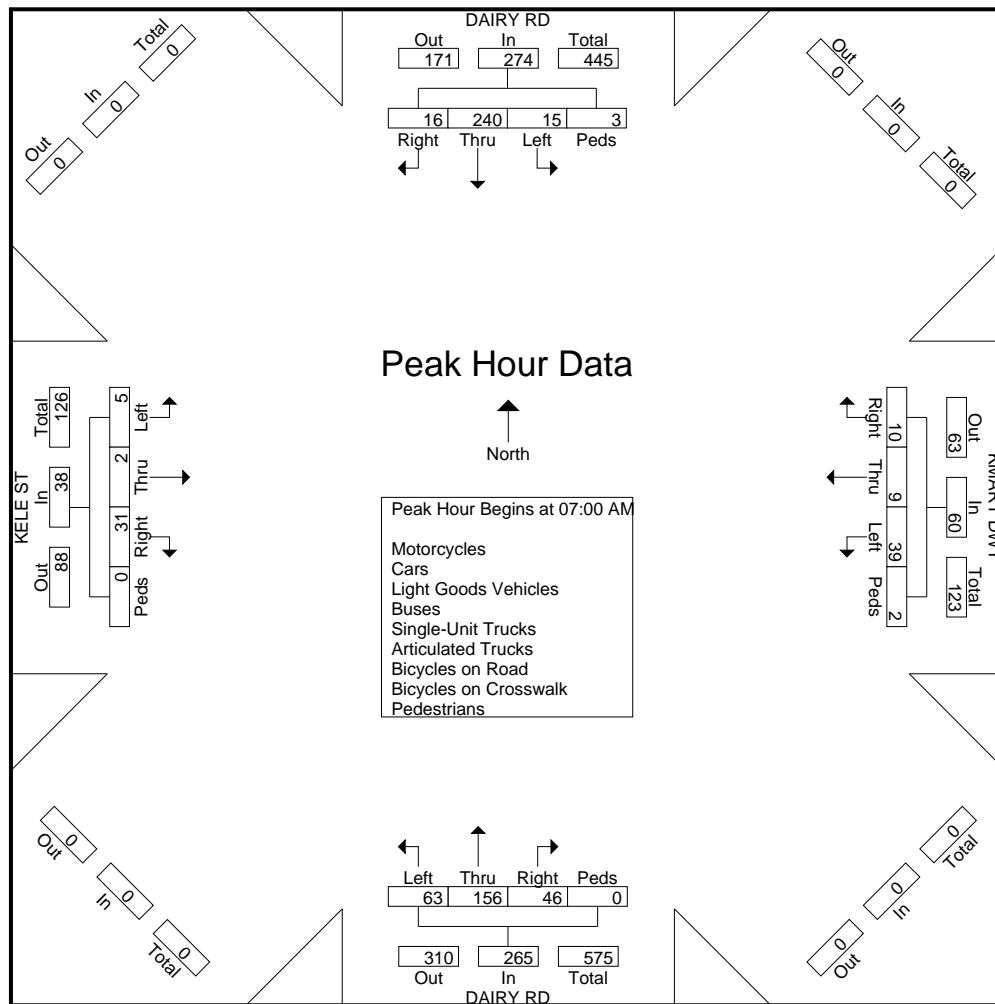 DAIRY RD
Out In Total
171 274 445
16 240 15 3
Right Thru Left Peds
Total 0
In 0
Out 0
Out 0
In 0
Total 0
Peak Hour Data
North
KELE ST
Total In Out
126 38 88
5 2 31 0
Left Thru Right Peds
Right Thru Left Peds
10 9 39 2
Out In Total
63 60 123
KMART DWY
Peak Hour Begins at 07:00 AM
Motorcycles
Cars
Light Goods Vehicles
Buses
Single-Unit Trucks
Articulated Trucks
Bicycles on Road
Bicycles on Crosswalk
Pedestrians
0 Out
0 In
0 Total
0 Total
0 In
0 Out
Left Thru Right Peds
63 156 46 0
310 265 575
Out In Total
DAIRY RD